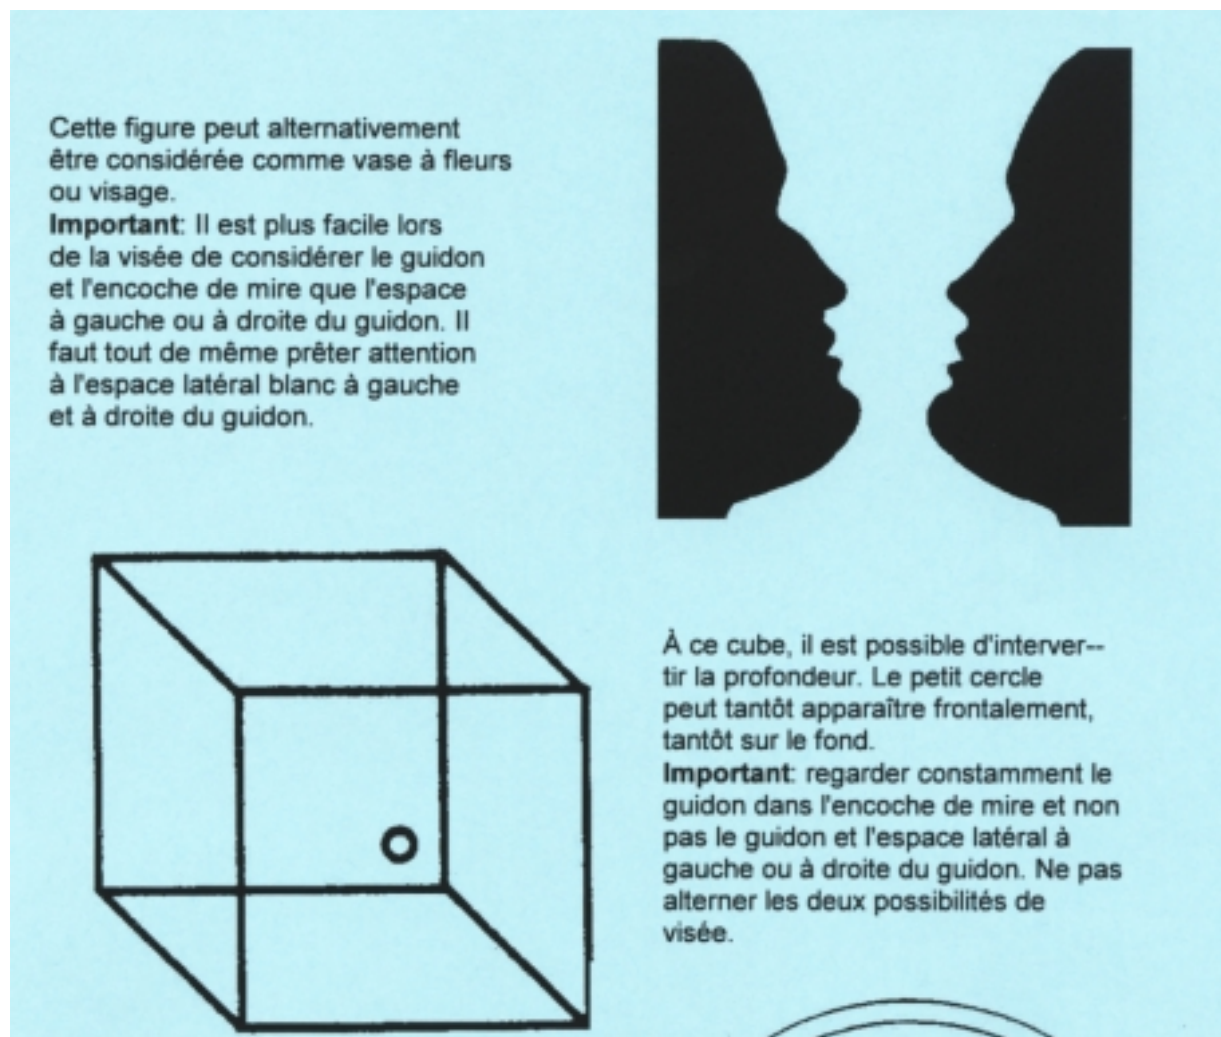 Cette figure peut alternativement
être considérée comme vase à fleurs
ou visage.
Important: Il est plus facile lors
de la visée de considérer le guidon
et l'encoche de mire que l'espace
à gauche ou à droite du guidon. Il
faut tout de même prêter attention
à l'espace latéral blanc à gauche
et à droite du guidon.
À ce cube, il est possible d'interver--
tir la profondeur. Le petit cercle
peut tantôt apparaître frontalement,
tantôt sur le fond.
Important: regarder constamment le
guidon dans l'encoche de mire et non
pas le guidon et l'espace latéral à
gauche ou à droite du guidon. Ne pas
alterner les deux possibilités de
visée.